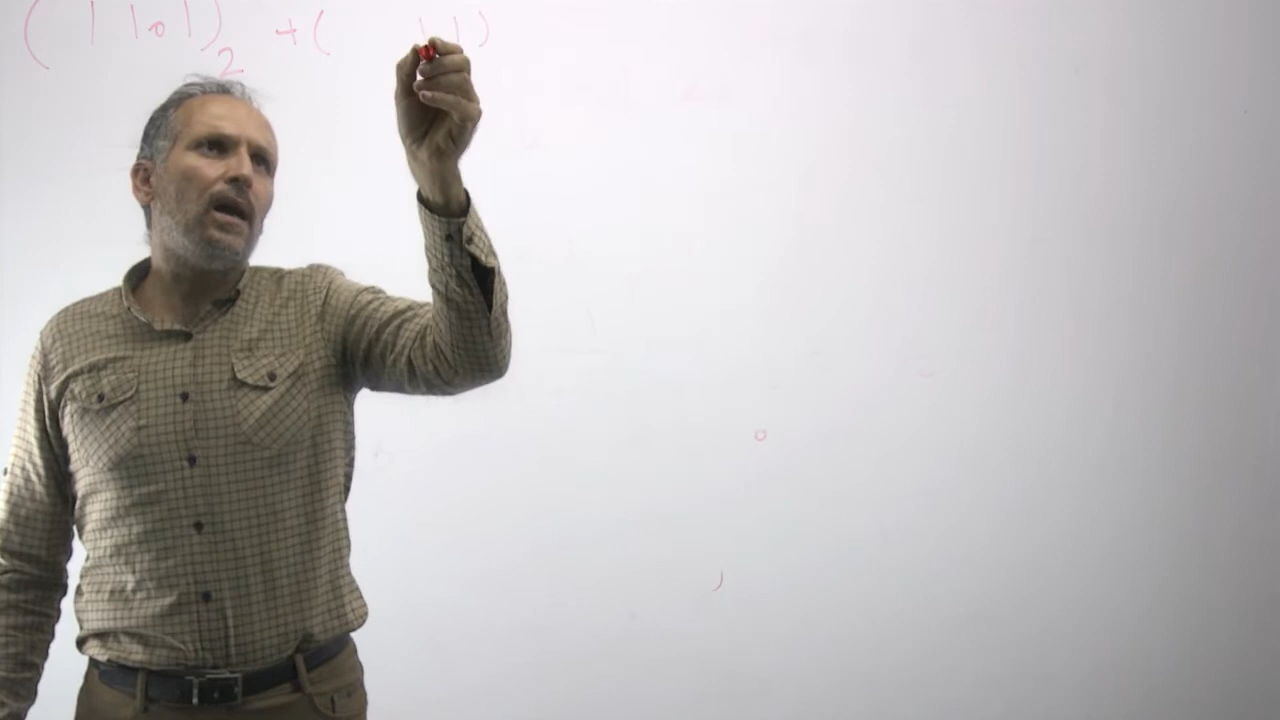 (1101)₂ + ( 11)